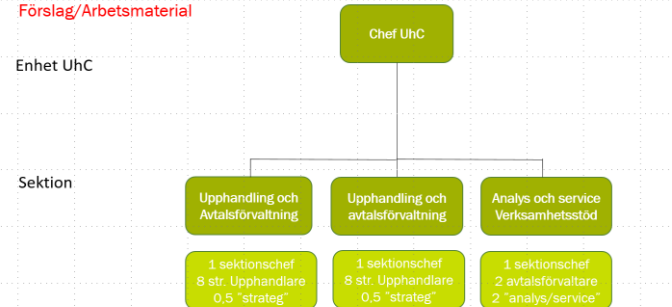 Förslag/Arbetsmaterial
Chef UhC
Enhet UhC
Sektion
Upphandling och
Avtalsförvaltning
Upphandling och
avtalsförvaltning
Analys och service
Verksamhetsstöd
1 sektionschef
8 str. Upphandlare
0,5 "strateg"
1 sektionschef
8 str. Upphandlare
0,5 "strateg"
1 sektionschef
2 avtalsförvaltare
2 "analys/service"